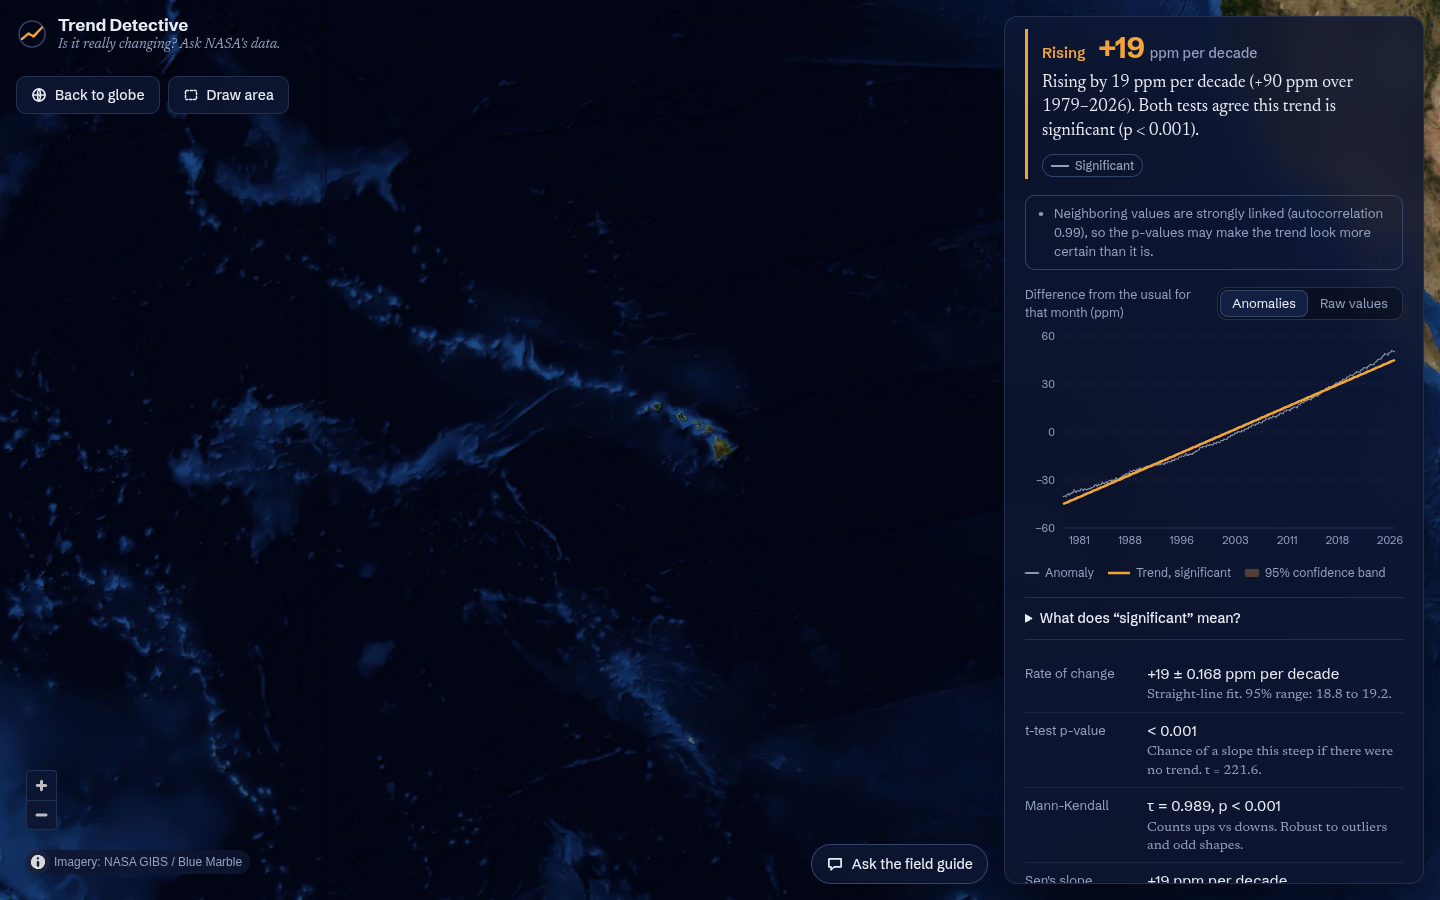 Trend Detective
Is it really changing? Ask NASA's data.
Back to globe
Draw area
Rising +19 ppm per decade
Rising by 19 ppm per decade (+90 ppm over
1979–2026). Both tests agree this trend is
significant (p < 0.001).
Significant
• Neighboring values are strongly linked (autocorrelation
0.99), so the p-values may make the trend look more
certain than it is.
Difference from the usual for
that month (ppm)
Anomalies
Raw values
60
30
0
−30
−60
1981 1988 1996 2003 2011 2018 2026
Anomaly
Trend, significant
95% confidence band
What does “significant” mean?
Rate of change
+19 ± 0.168 ppm per decade
Straight-line fit. 95% range: 18.8 to 19.2.
t-test p-value
< 0.001
Chance of a slope this steep if there were
no trend. t = 221.6.
Mann-Kendall
τ = 0.989, p < 0.001
Counts ups vs downs. Robust to outliers
and odd shapes.
Sen's slope
+19 ppm per decade
+
−
Imagery: NASA GIBS / Blue Marble
Ask the field guide